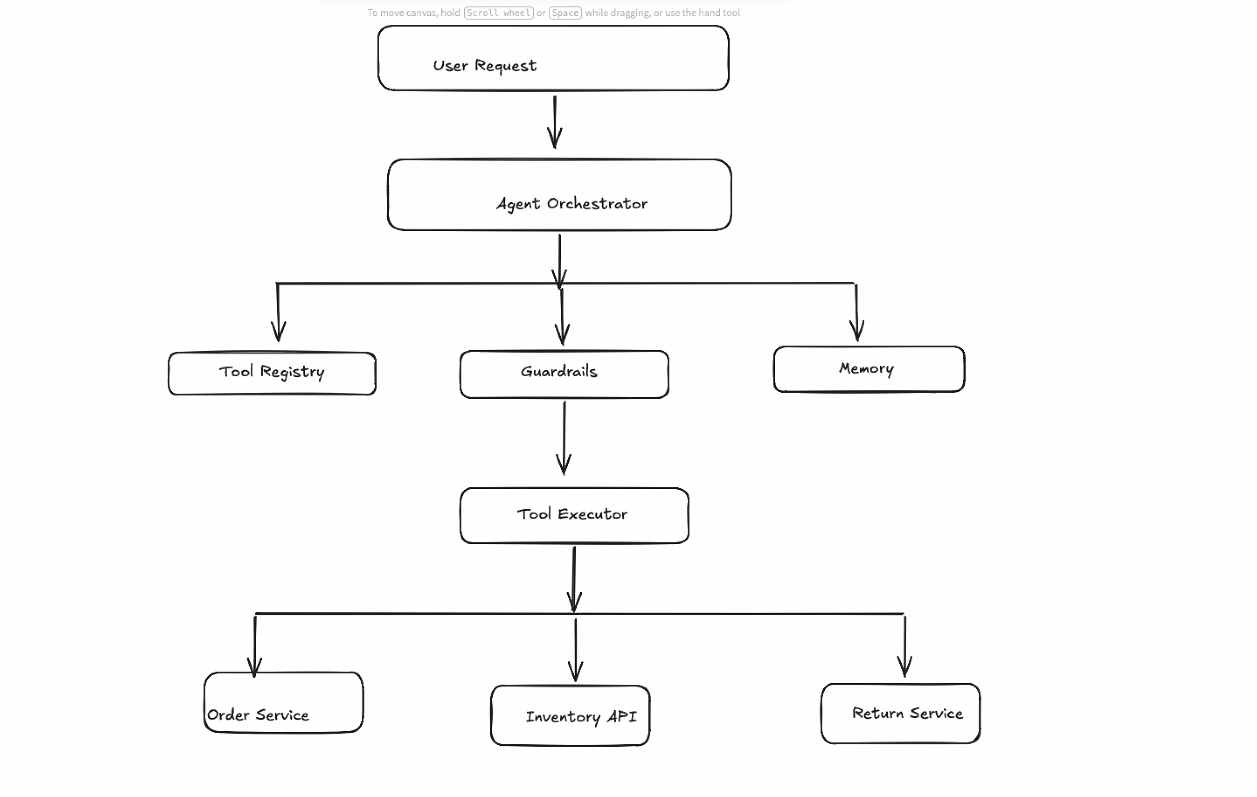 To move canvas, hold Scroll wheel or Space while dragging, or use the hand tool
User Request
Agent Orchestrator
Tool Registry
Guardrails
Memory
Tool Executor
Order Service
Inventory API
Return Service